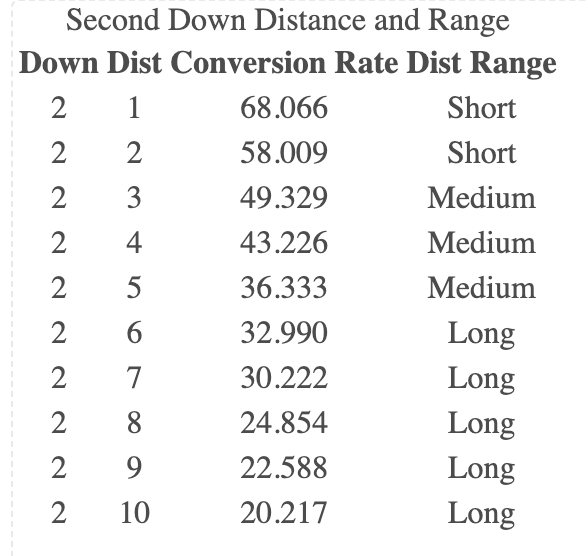 Second Down Distance and Range
Down Dist Conversion Rate Dist Range
2 1 68.066 Short
2 2 58.009 Short
2 3 49.329 Medium
2 4 43.226 Medium
2 5 36.333 Medium
2 6 32.990 Long
2 7 30.222 Long
2 8 24.854 Long
2 9 22.588 Long
2 10 20.217 Long